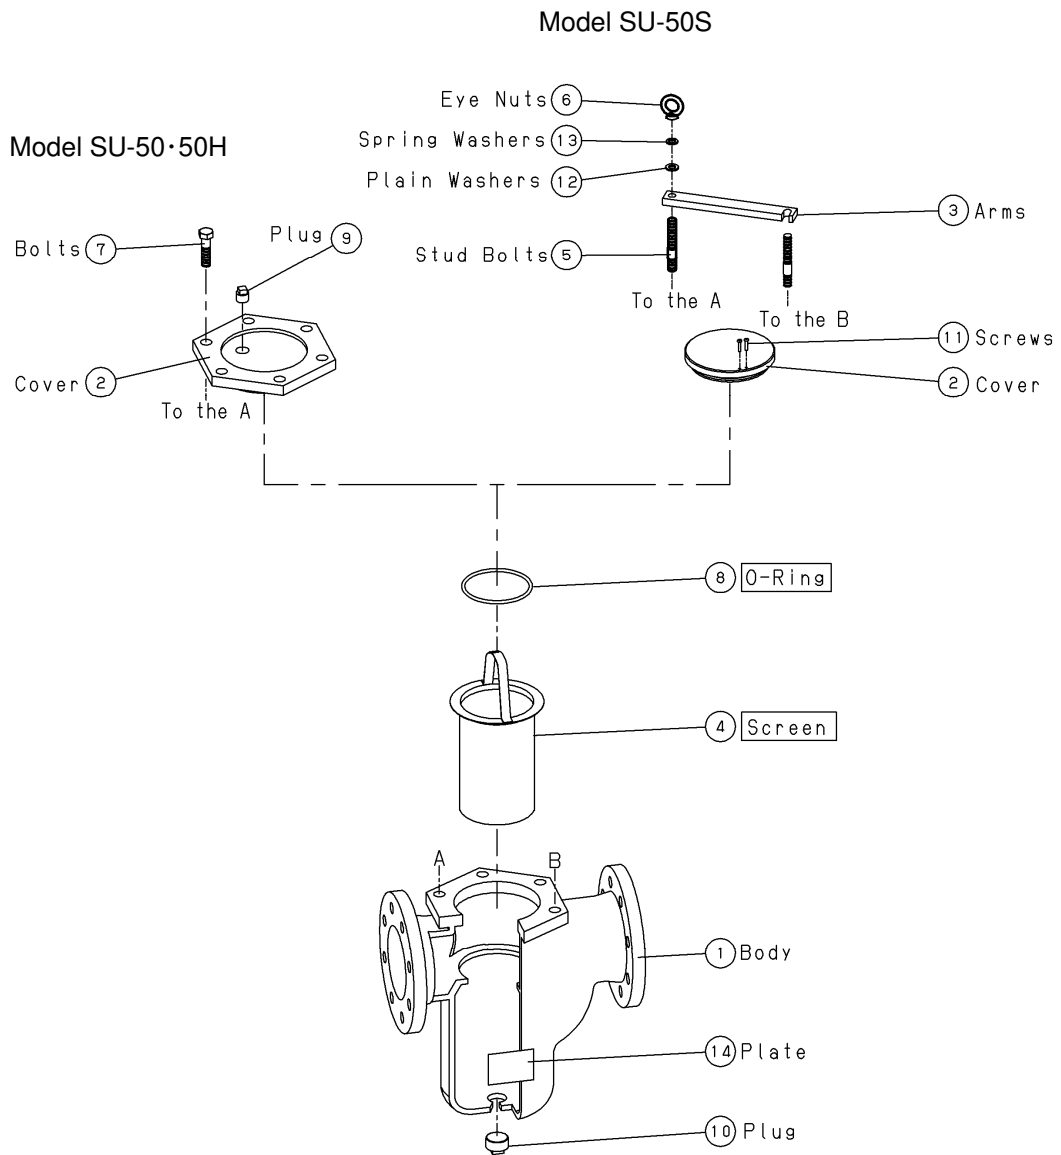 Model SU-50S
Eye Nuts 6
Spring Washers 13
Model SU-50・50H
Plain Washers 12
3 Arms
Plug 9
Bolts 7
Stud Bolts 5
To the A
To the B
11 Screws
Cover 2
2 Cover
To the A
8 O-Ring
4 Screen
A
B
1 Body
14 Plate
10 Plug